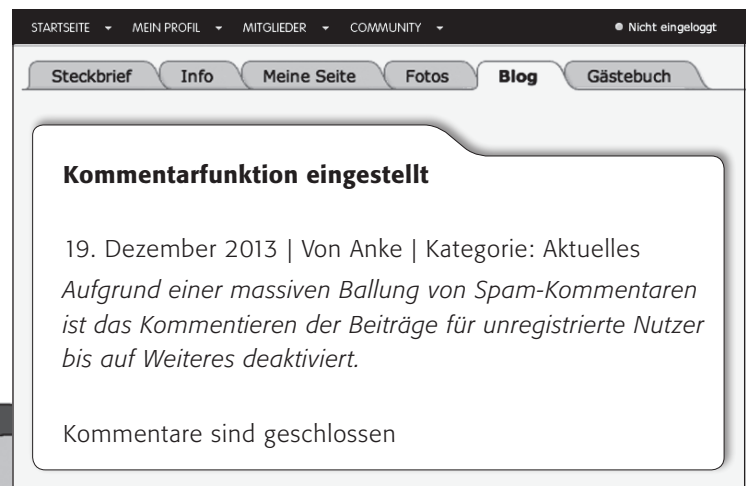 STARTSEITE MEIN PROFIL MITGLIEDER COMMUNITY Nicht eingeloggt
Steckbrief Info Meine Seite Fotos Blog Gästebuch
Kommentarfunktion eingestellt
19. Dezember 2013 | Von Anke | Kategorie: Aktuelles
Aufgrund einer massiven Ballung von Spam-Kommentaren
ist das Kommentieren der Beiträge für unregistrierte Nutzer
bis auf Weiteres deaktiviert.
Kommentare sind geschlossen